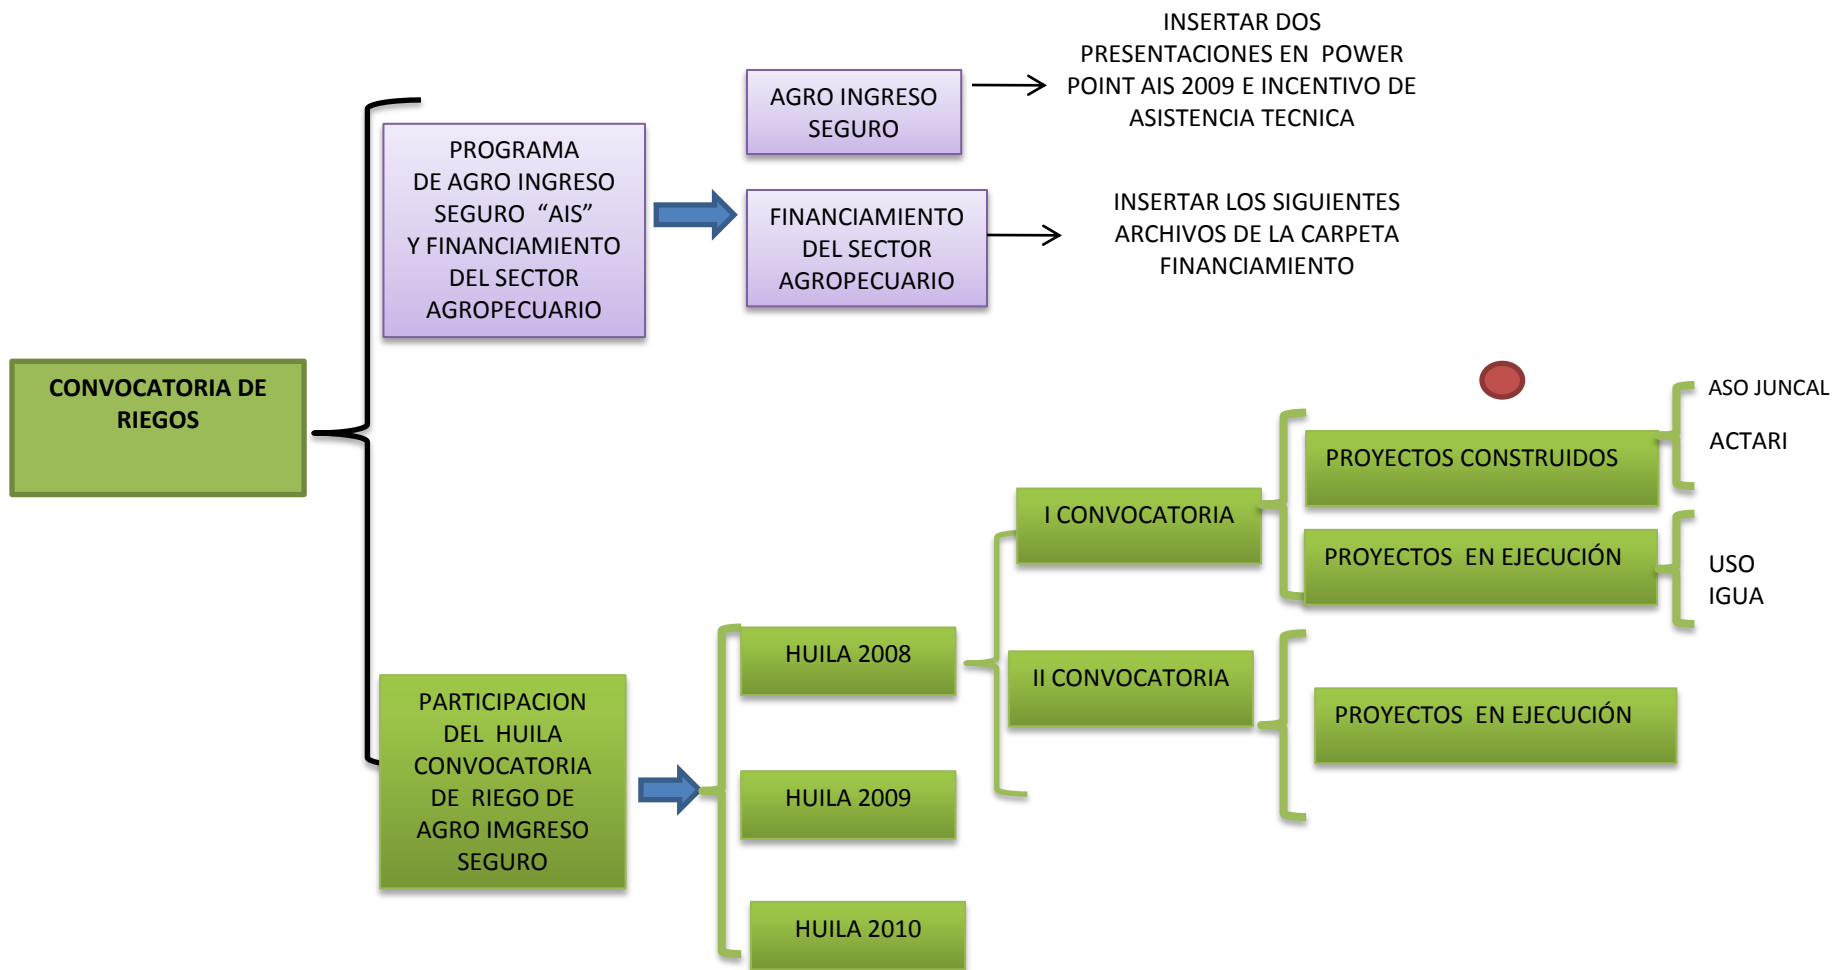 CONVOCATORIA DE
RIEGOS
PROGRAMA
DE AGRO INGRESO
SEGURO “AIS”
Y FINANCIAMIENTO
DEL SECTOR
AGROPECUARIO
AGRO INGRESO
SEGURO
INSERTAR DOS
PRESENTACIONES EN POWER
POINT AIS 2009 E INCENTIVO DE
ASISTENCIA TECNICA
FINANCIAMIENTO
DEL SECTOR
AGROPECUARIO
INSERTAR LOS SIGUIENTES
ARCHIVOS DE LA CARPETA
FINANCIAMIENTO
PARTICIPACION
DEL HUILA
CONVOCATORIA
DE RIEGO DE
AGRO IMGRESO
SEGURO
HUILA 2008
I CONVOCATORIA
PROYECTOS CONSTRUIDOS
ASO JUNCAL
ACTARI
PROYECTOS EN EJECUCIÓN
USO
IGUA
II CONVOCATORIA
PROYECTOS EN EJECUCIÓN
HUILA 2009
HUILA 2010